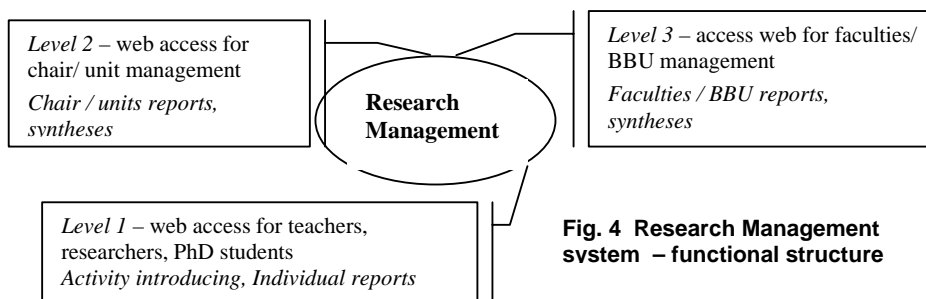 Level 2 – web access for
chair/ unit management
Chair / units reports,
syntheses
Research
Management
Level 3 – access web for faculties/
BBU management
Faculties / BBU reports,
syntheses
Level 1 – web access for teachers,
researchers, PhD students
Activity introducing, Individual reports
Fig. 4 Research Management
system – functional structure